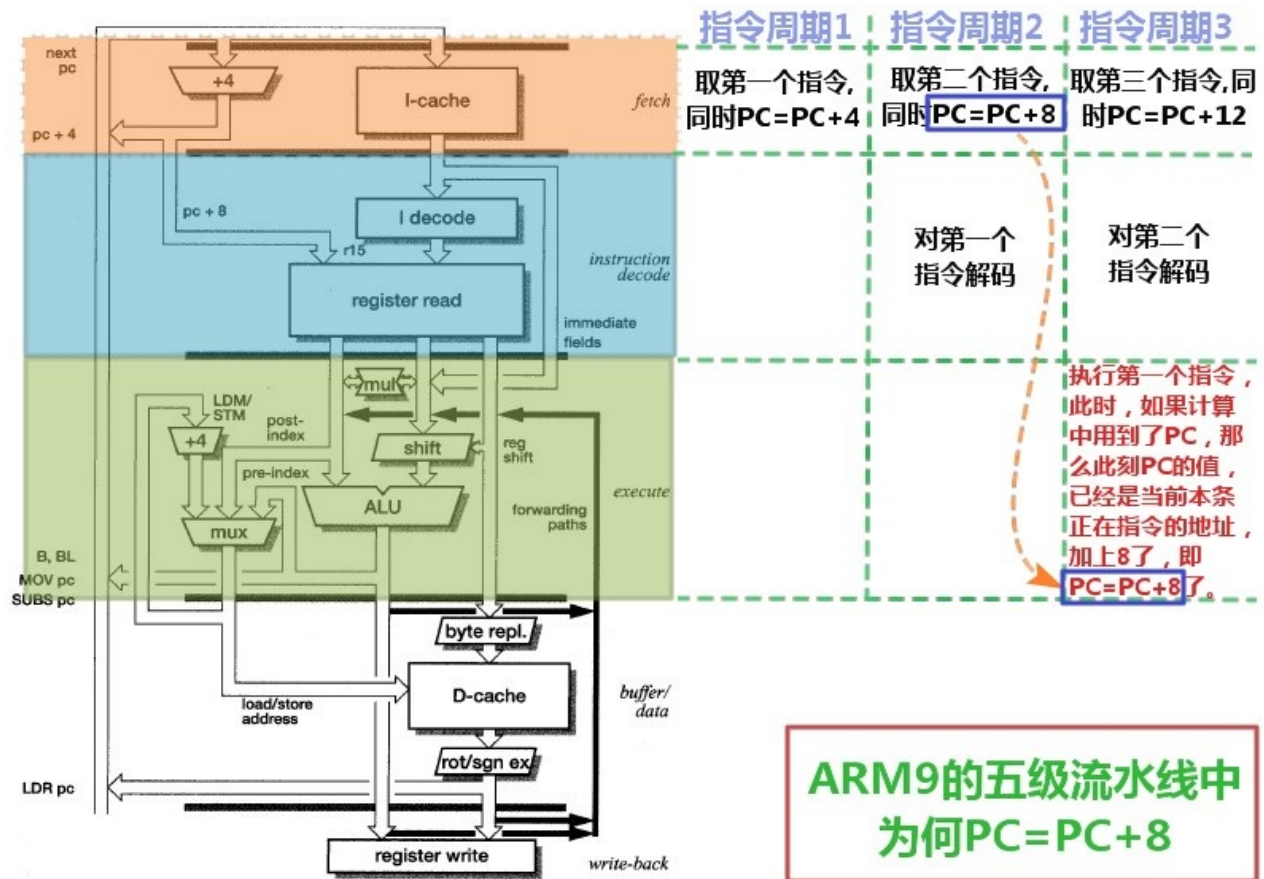 指令周期1
指令周期2
指令周期3
next
pc
+4
I-cache
fetch
pc + 4
取第一个指令,
同时PC=PC+4
取第二个指令,
同时PC=PC+8
取第三个指令,同
时PC=PC+12
pc + 8
I decode
r15
instruction
decode
register read
immediate
fields
对第一个
指令解码
对第二个
指令解码
mul
LDM/
STM
post-
index
+4
shift
reg
shift
pre-index
ALU
execute
forwarding
paths
mux
B, BL
MOV pc
SUBS pc
执行第一个指令，
此时，如果计算
中用到了PC，那
么此刻PC的值，
已经是当前本条
正在指令的地址，
加上8了，即
PC=PC+8了。
byte repl.
D-cache
load/store
address
buffer/
data
rot/sgn ex
LDR pc
register write
write-back
ARM9的五级流水线中
为何PC=PC+8